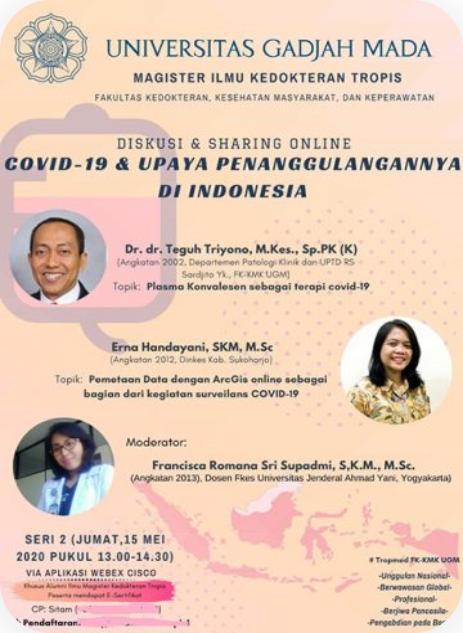 UNIVERSITAS GADJAH MADA
MAGISTER ILMU KEDOKTERAN TROPIS
FAKULTAS KEDOKTERAN, KESEHATAN MASYARAKAT, DAN KEPERAWATAN
DISKUSI & SHARING ONLINE
COVID-19 & UPAYA PENANGGULANGANNYA
DI INDONESIA
Dr. dr. Teguh Triyono, M.Kes., Sp.PK (K)
(Angkatan 2002, Departemen Patologi Klinik dan UPTD RS
Sardjito Yk., FK-KMK UGM)
Topik: Plasma Konvalesen sebagai terapi covid-19
Erna Handayani, SKM, M.Sc
(Angkatan 2012, Dinkes Kab. Sukoharjo)
Topik: Pemetaan Data dengan ArcGis online sebagai
bagian dari kegiatan surveilans COVID-19
Moderator:
Francisca Romana Sri Supadmi, S,K.M., M.Sc.
(Angkatan 2013), Dosen Fkes Universitas Jenderal Ahmad Yani, Yogyakarta)
SERI 2 (JUMAT,15 MEI
2020 PUKUL 13.00-14.30)
VIA APLIKASI WEBEX CISCO
Khusus Alumni Ilmu Magister Kedokteran Tropis
Peserta mendapat E-Sertifikat
CP: Sitam (
Pendaftaran
# Tropmed FK-KMK UGM
-Unggulan Nasional-
-Berwawasan Global-
-Profesional-
-Berjiwa Pancasila-
-Pengabdian pada